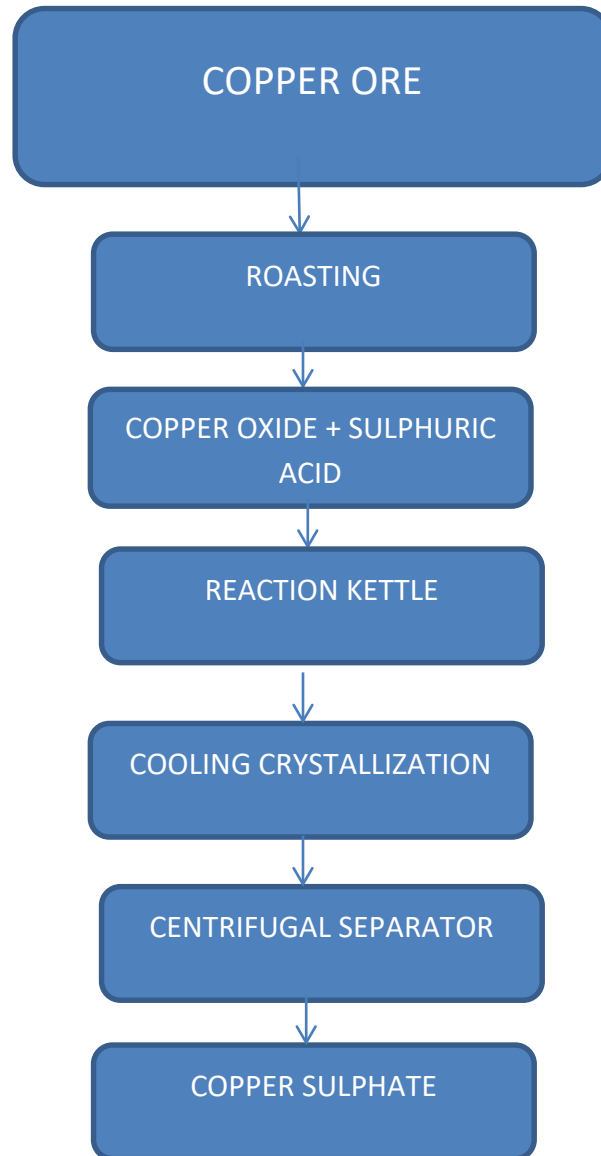 COPPER ORE
ROASTING
COPPER OXIDE + SULPHURIC
ACID
REACTION KETTLE
COOLING CRYSTALLIZATION
CENTRIFUGAL SEPARATOR
COPPER SULPHATE